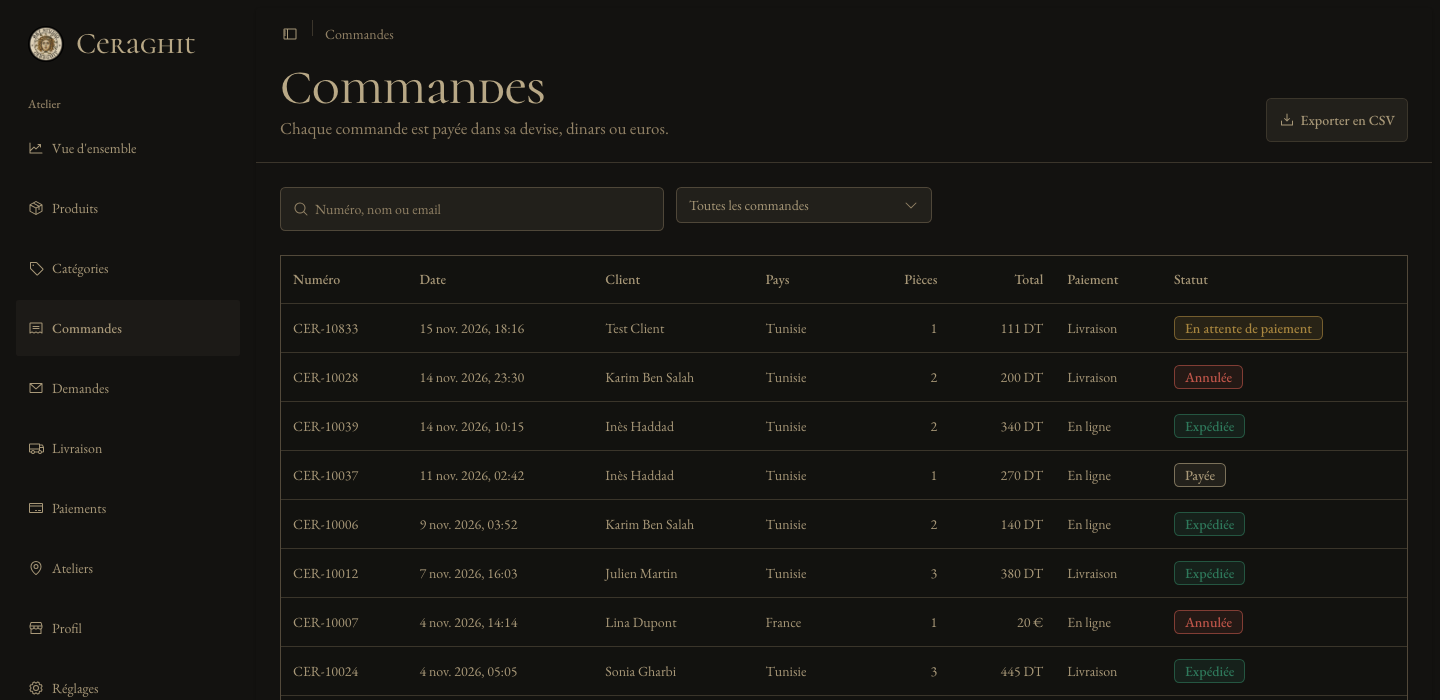 Ceraghit
Atelier
Vue d'ensemble
Produits
Catégories
Commandes
Demandes
Livraison
Paiements
Ateliers
Profil
Réglages
Commandes
Commandes
Chaque commande est payée dans sa devise, dinars ou euros.
Exporter en CSV
Numéro, nom ou email
Toutes les commandes
Numéro Date Client Pays Pièces Total Paiement Statut
CER-10833 15 nov. 2026, 18:16 Test Client Tunisie 1 111 DT Livraison En attente de paiement
CER-10028 14 nov. 2026, 23:30 Karim Ben Salah Tunisie 2 200 DT Livraison Annulée
CER-10039 14 nov. 2026, 10:15 Inès Haddad Tunisie 2 340 DT En ligne Expédiée
CER-10037 11 nov. 2026, 02:42 Inès Haddad Tunisie 1 270 DT En ligne Payée
CER-10006 9 nov. 2026, 03:52 Karim Ben Salah Tunisie 2 140 DT En ligne Expédiée
CER-10012 7 nov. 2026, 16:03 Julien Martin Tunisie 3 380 DT Livraison Expédiée
CER-10007 4 nov. 2026, 14:14 Lina Dupont France 1 20 € En ligne Annulée
CER-10024 4 nov. 2026, 05:05 Sonia Gharbi Tunisie 3 445 DT Livraison Expédiée